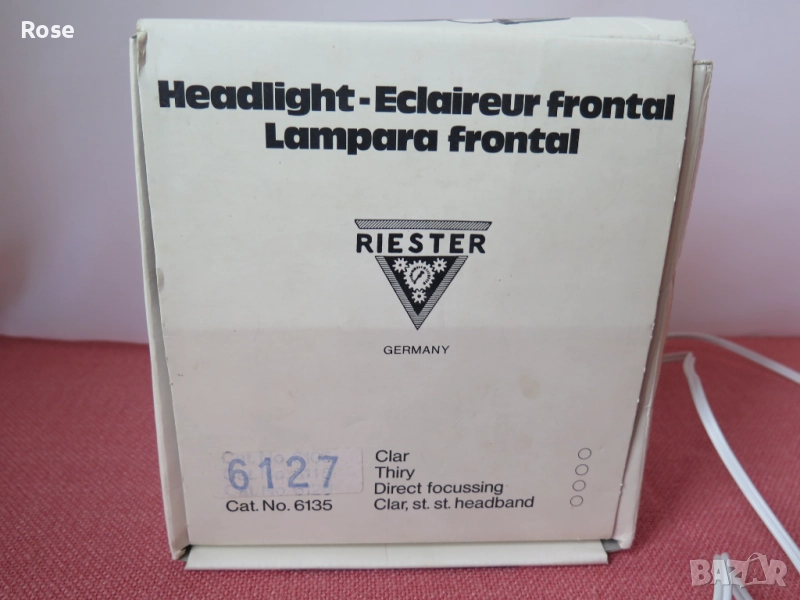 Rose
Headlight - Eclaireur frontal
Lampara frontal
RIESTER
GERMANY
6127
Clar
Thiry
Direct focussing
Cat. No. 6135 Clar, st. st. headband
BAZAR